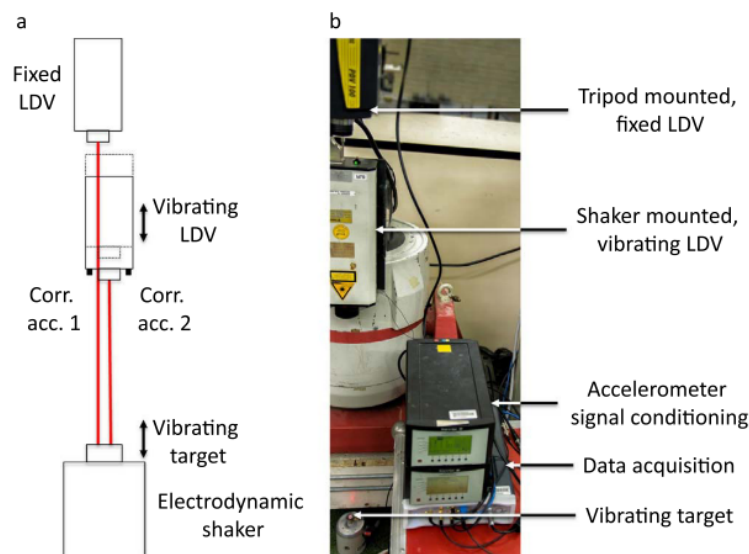 a
Fixed
LDV
Vibrating
LDV
Corr.
acc. 1
Corr.
acc. 2
Vibrating
target
Electrodynamic
shaker
b
PDV 100
Tripod mounted,
fixed LDV
Shaker mounted,
vibrating LDV
Accelerometer
signal conditioning
Data acquisition
Vibrating target